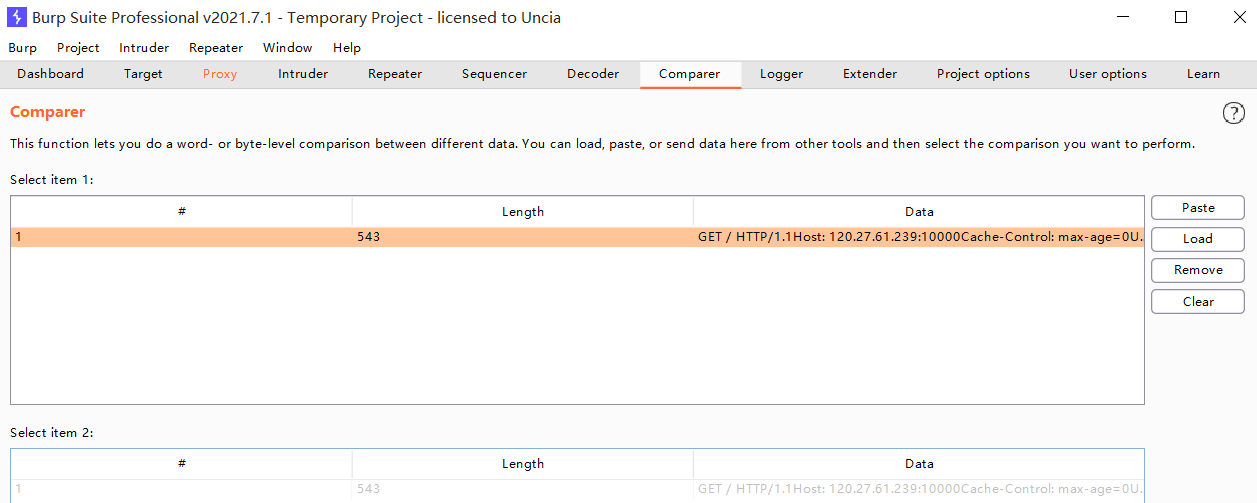 Burp Suite Professional v2021.7.1 - Temporary Project - licensed to Uncia
Burp Project Intruder Repeater Window Help
Dashboard Target Proxy Intruder Repeater Sequencer Decoder Comparer Logger Extender Project options User options Learn
Comparer
?
This function lets you do a word- or byte-level comparison between different data. You can load, paste, or send data here from other tools and then select the comparison you want to perform.
Select item 1:
# Length Data
1 543 GET / HTTP/1.1Host: 120.27.61.239:10000Cache-Control: max-age=0U.
Paste
Load
Remove
Clear
Select item 2:
# Length Data
1 543 GET / HTTP/1.1Host: 120.27.61.239:10000Cache-Control: max-age=0U.